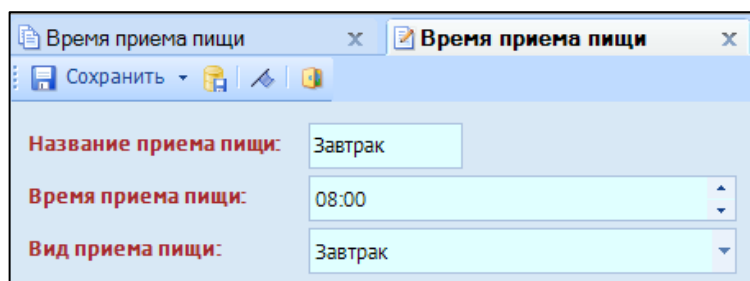 Время приема пищи Время приема пищи
Сохранить
Название приема пищи: Завтрак
Время приема пищи: 08:00
Вид приема пищи: Завтрак